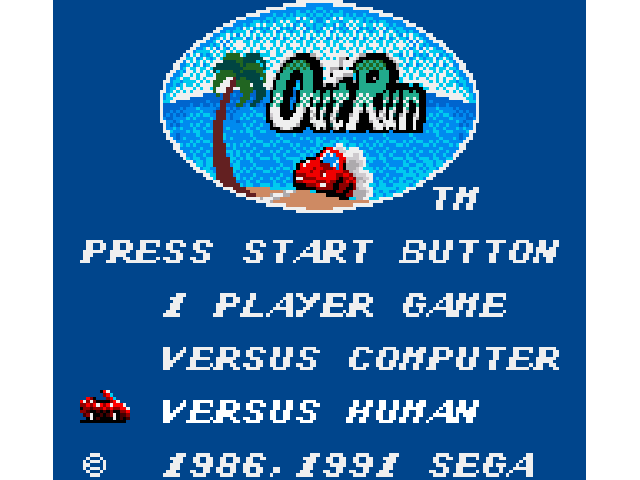 OutRun
TM
PRESS START BUTTON
1 PLAYER GAME
VERSUS COMPUTER
VERSUS HUMAN
© 1986,1991 SEGA